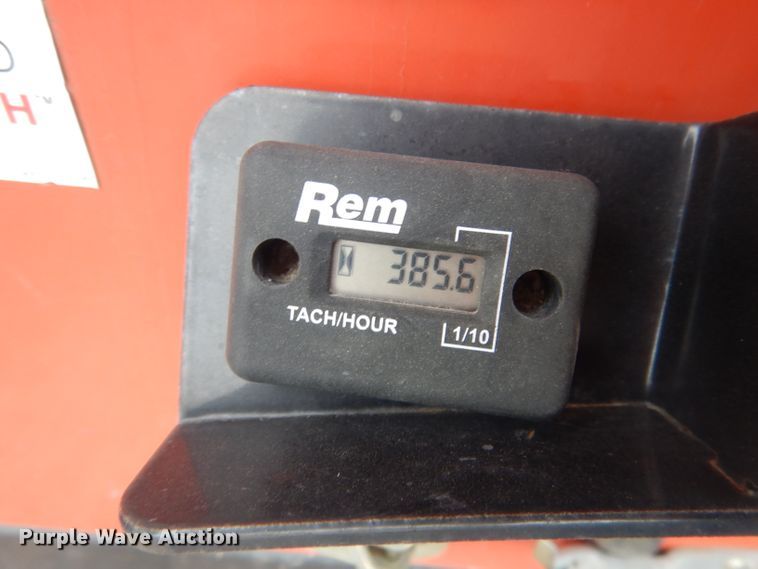 H
Rem
385.6
TACH/HOUR
1/10
Purple Wave Auction